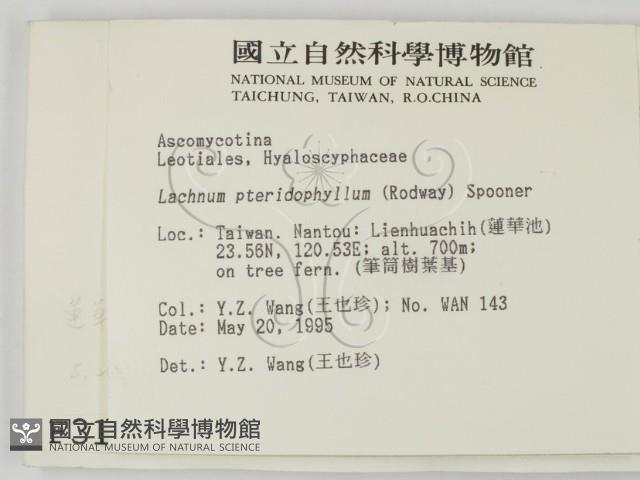 國立自然科學博物館
NATIONAL MUSEUM OF NATURAL SCIENCE
TAICHUNG, TAIWAN, R.O.CHINA
Ascomycotina
Leotiales, Hyaloscyphaceae
Lachnum pteridophyllum (Rodway) Spooner
Loc.: Taiwan. Nantou: Lienhuachih(蓮華池)
23.56N, 120.53E; alt. 700m;
on tree fern. (筆筒樹葉基)
Col.: Y.Z. Wang(王也珍); No. WAN 143
Date: May 20, 1995
Det.: Y.Z. Wang(王也珍)
國立自然科學博物館
NATIONAL MUSEUM OF NATURAL SCIENCE